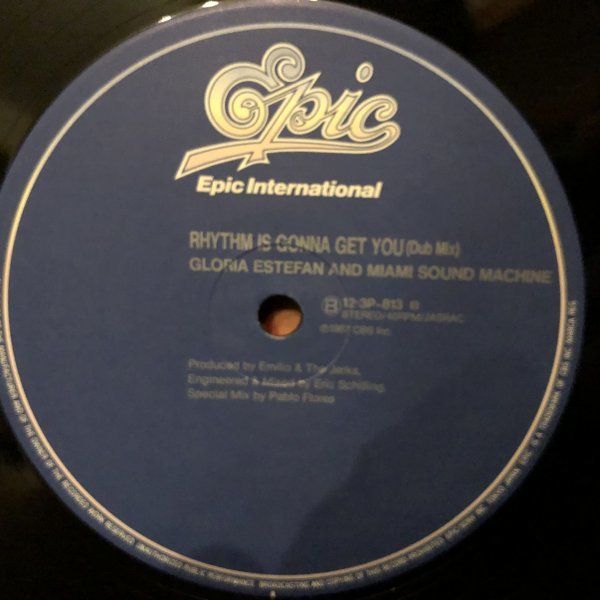 Epic
Epic International
RHYTHM IS GONNA GET YOU (Dub Mix)
GLORIA ESTEFAN AND MIAMI SOUND MACHINE
12·3P-813
STEREO/45RPM/JASRAC
℗1987 CBS Inc.
Produced by Emilio & The Jerks.
Engineered & Mixed by Eric Schilling.
Special Mix by Pablo Flores